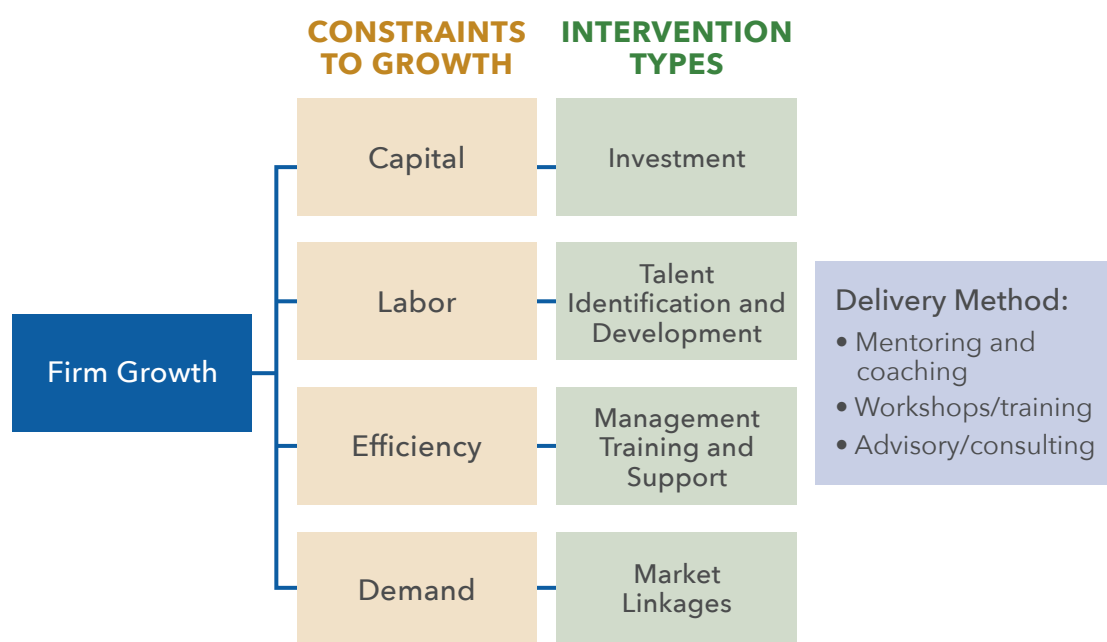 CONSTRAINTS
TO GROWTH
INTERVENTION
TYPES
Firm Growth
Capital
Investment
Labor
Talent
Identification and
Development
Efficiency
Management
Training and
Support
Demand
Market
Linkages
Delivery Method:
• Mentoring and
coaching
• Workshops/training
• Advisory/consulting